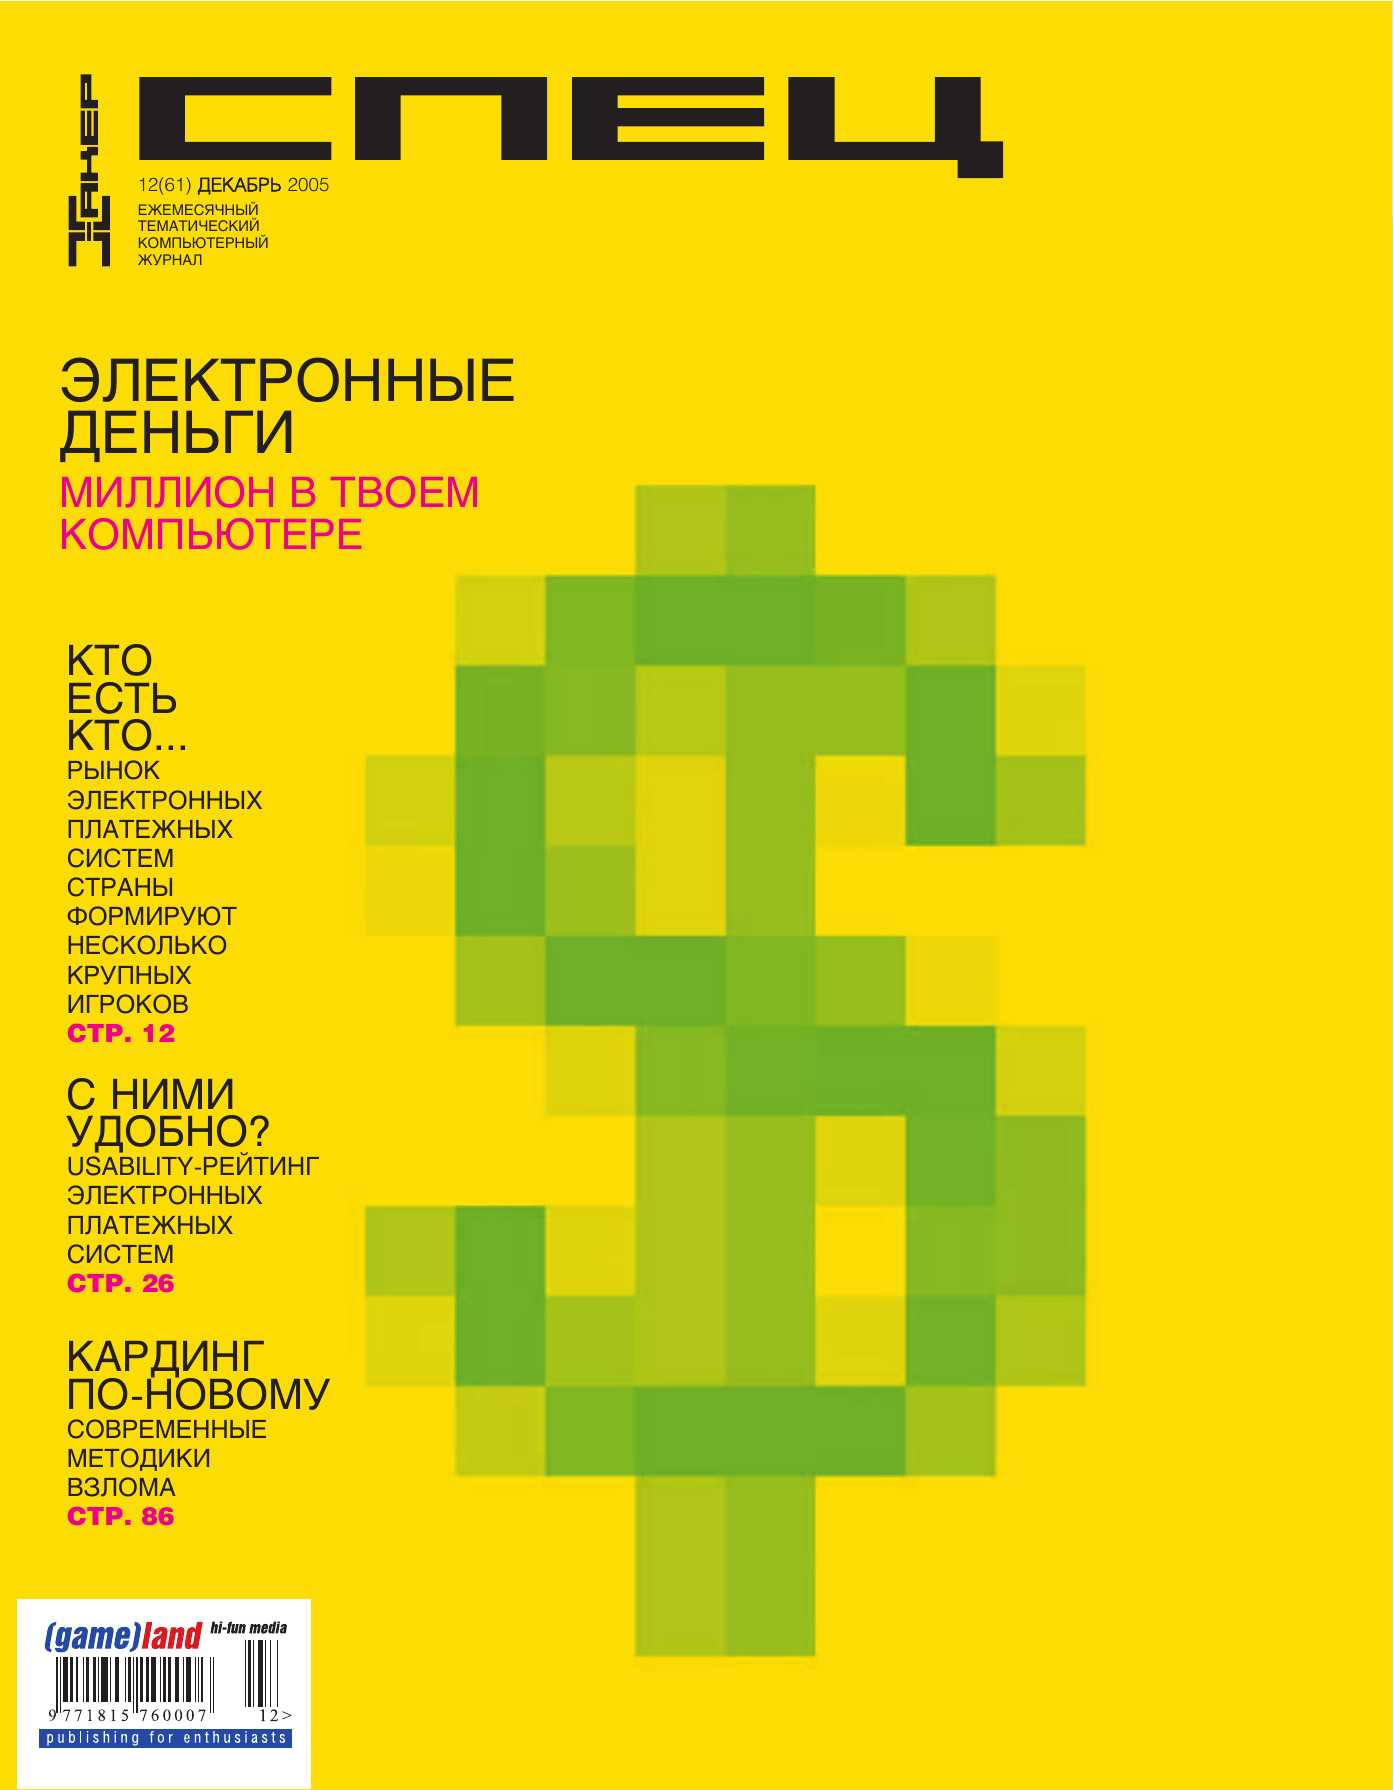 ХАКЕР
СПЕЦ
12(61) ДЕКАБРЬ 2005
ЕЖЕМЕСЯЧНЫЙ
ТЕМАТИЧЕСКИЙ
КОМПЬЮТЕРНЫЙ
ЖУРНАЛ
ЭЛЕКТРОННЫЕ
ДЕНЬГИ
МИЛЛИОН В ТВОЕМ
КОМПЬЮТЕРЕ
КТО
ЕСТЬ
КТО...
РЫНОК
ЭЛЕКТРОННЫХ
ПЛАТЕЖНЫХ
СИСТЕМ
СТРАНЫ
ФОРМИРУЮТ
НЕСКОЛЬКО
КРУПНЫХ
ИГРОКОВ
СТР. 12
С НИМИ
УДОБНО?
USABILITY-РЕЙТИНГ
ЭЛЕКТРОННЫХ
ПЛАТЕЖНЫХ
СИСТЕМ
СТР. 26
КАРДИНГ
ПО-НОВОМУ
СОВРЕМЕННЫЕ
МЕТОДИКИ
ВЗЛОМА
СТР. 86
(game)land hi-fun media
9 771815 760007 12>
publishing for enthusiasts